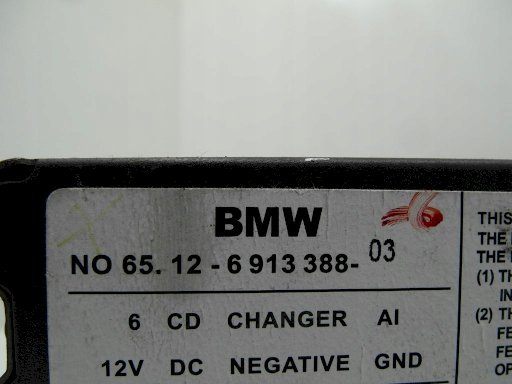 BMW
NO 65. 12 - 6 913 388- 03
6 CD CHANGER AI
12V DC NEGATIVE GND
THIS
THE
THE
(1) TH
IN
(2) TH
FE
FE
OF